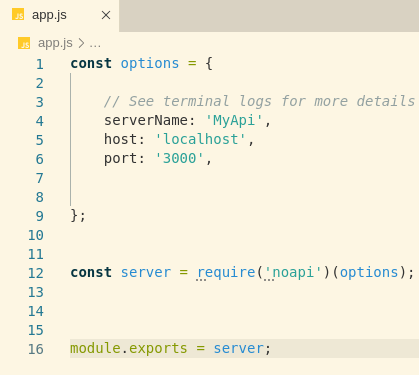 app.js
app.js > ...
1 const options = {
2
3 // See terminal logs for more details
4 serverName: 'MyApi',
5 host: 'localhost',
6 port: '3000',
7
8
9 };
10
11
12 const server = require('noapi')(options);
13
14
15
16 module.exports = server;